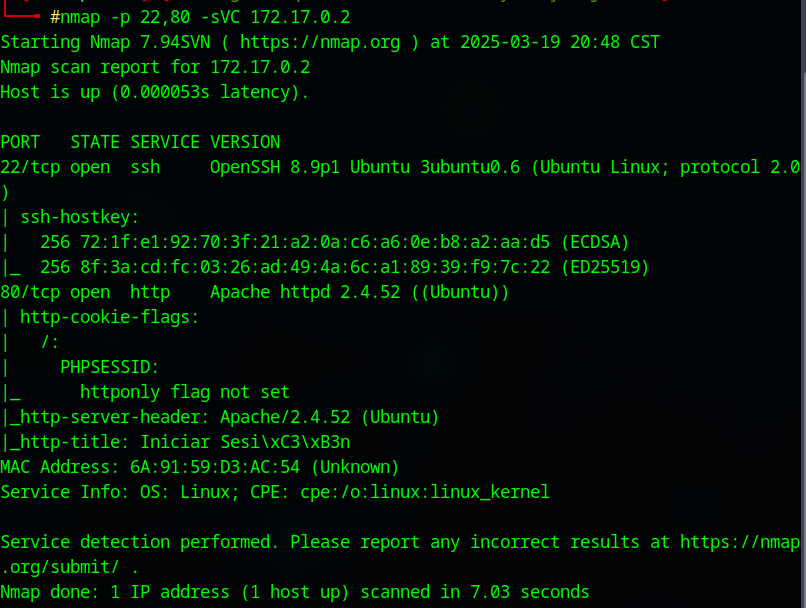 #nmap -p 22,80 -sVC 172.17.0.2
Starting Nmap 7.94SVN ( https://nmap.org ) at 2025-03-19 20:48 CST
Nmap scan report for 172.17.0.2
Host is up (0.000053s latency).
PORT   STATE SERVICE VERSION
22/tcp open  ssh     OpenSSH 8.9p1 Ubuntu 3ubuntu0.6 (Ubuntu Linux; protocol 2.0
)
| ssh-hostkey:
|   256 72:1f:e1:92:70:3f:21:a2:0a:c6:a6:0e:b8:a2:aa:d5 (ECDSA)
|_  256 8f:3a:cd:fc:03:26:ad:49:4a:6c:a1:89:39:f9:7c:22 (ED25519)
80/tcp open  http    Apache httpd 2.4.52 ((Ubuntu))
| http-cookie-flags:
|   /:
|     PHPSESSID:
|_      httponly flag not set
|_http-server-header: Apache/2.4.52 (Ubuntu)
|_http-title: Iniciar Sesi\xC3\xB3n
MAC Address: 6A:91:59:D3:AC:54 (Unknown)
Service Info: OS: Linux; CPE: cpe:/o:linux:linux_kernel
Service detection performed. Please report any incorrect results at https://nmap
.org/submit/ .
Nmap done: 1 IP address (1 host up) scanned in 7.03 seconds